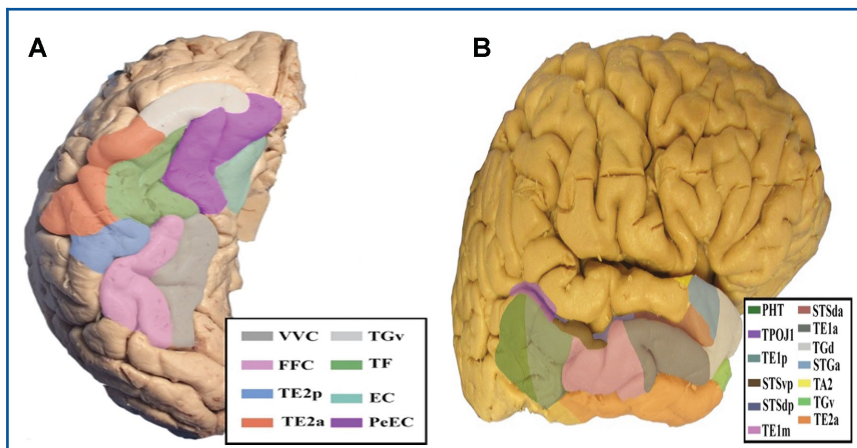 A
B
VVC TGv
FFC TF
TE2p EC
TE2a PeEC
PHT STSda
TPOJ1 TE1a
TE1p TGd
STSvp STGa
STSdp TA2
TE1m TGv
TE2a